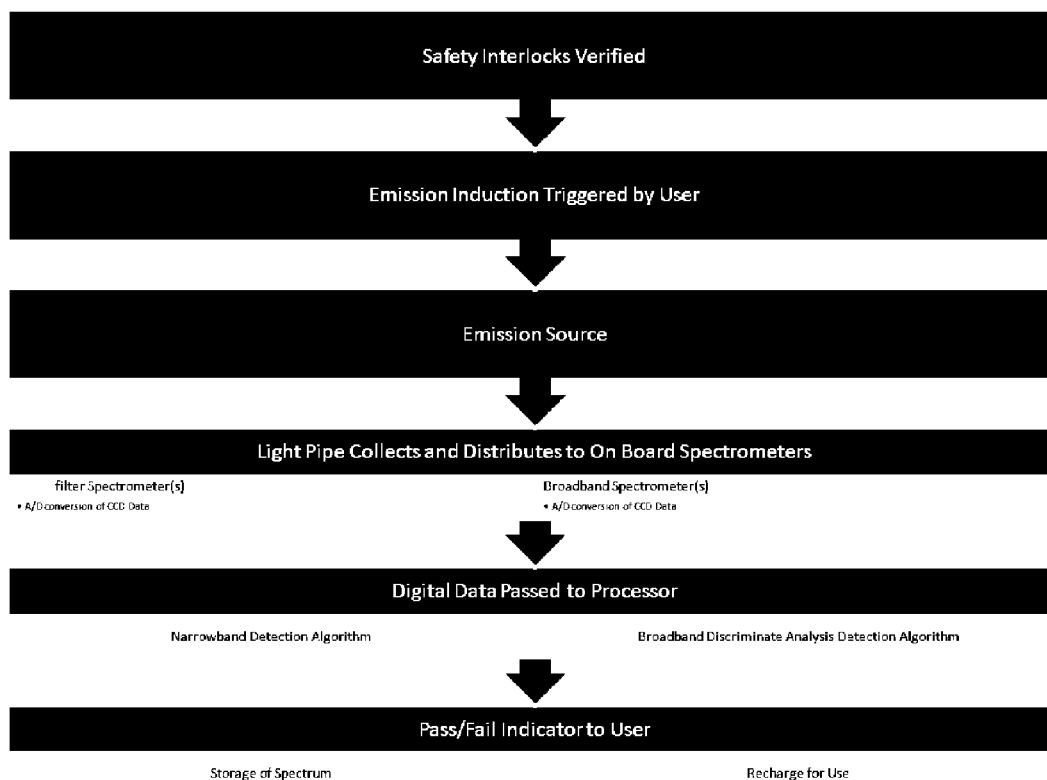 Safety Interlocks Verified
Emission Induction Triggered by User
Emission Source
Light Pipe Collects and Distributes to On Board Spectrometers
filter Spectrometer(s)
• A/D conversion of CCD Data
Broadband Spectrometer(s)
• A/D conversion of CCD Data
Digital Data Passed to Processor
Narrowband Detection Algorithm
Broadband Discriminate Analysis Detection Algorithm
Pass/Fail Indicator to User
Storage of Spectrum
Recharge for Use